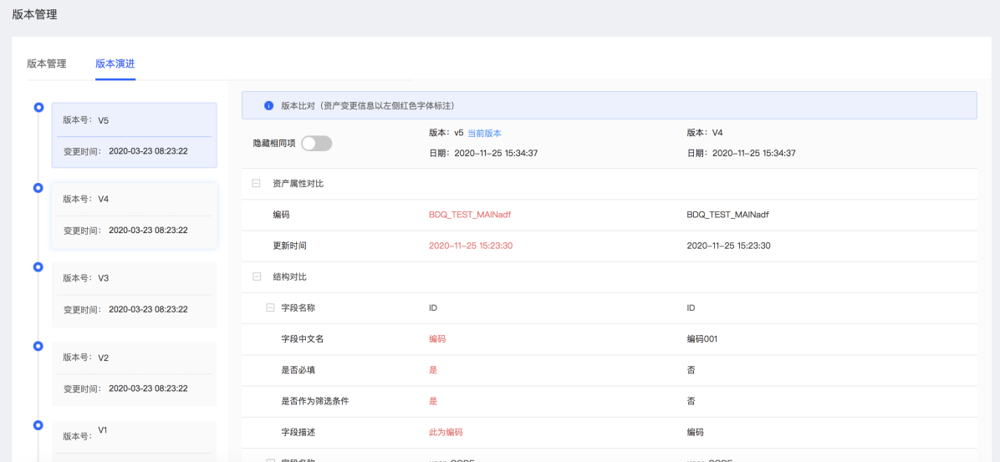 版本管理
版本管理 版本演进
版本号： V5
变更时间： 2020-03-23 08:23:22
版本号： V4
变更时间： 2020-03-23 08:23:22
版本号： V3
变更时间： 2020-03-23 08:23:22
版本号： V2
变更时间： 2020-03-23 08:23:22
版本号： V1
版本比对（资产变更信息以左侧红色字体标注）
隐藏相同项
版本： v5 当前版本
日期： 2020-11-25 15:34:37
版本： V4
日期： 2020-11-25 15:34:37
资产属性对比
编码 BDQ_TEST_MAINadf BDQ_TEST_MAINadf
更新时间 2020-11-25 15:23:30 2020-11-25 15:23:30
结构对比
字段名称 ID ID
字段中文名 编码 编码001
是否必填 是 否
是否作为筛选条件 是 否
字段描述 此为编码 编码
字段名称 user_CODE user_CODE